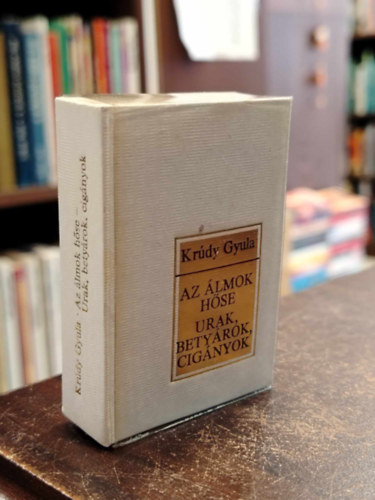 Krúdy Gyula · Az álmok hőse –
Urak, betyárok, cigányok
Krúdy Gyula
AZ ÁLMOK
HŐSE
URAK,
BETYÁROK,
CIGÁNYOK